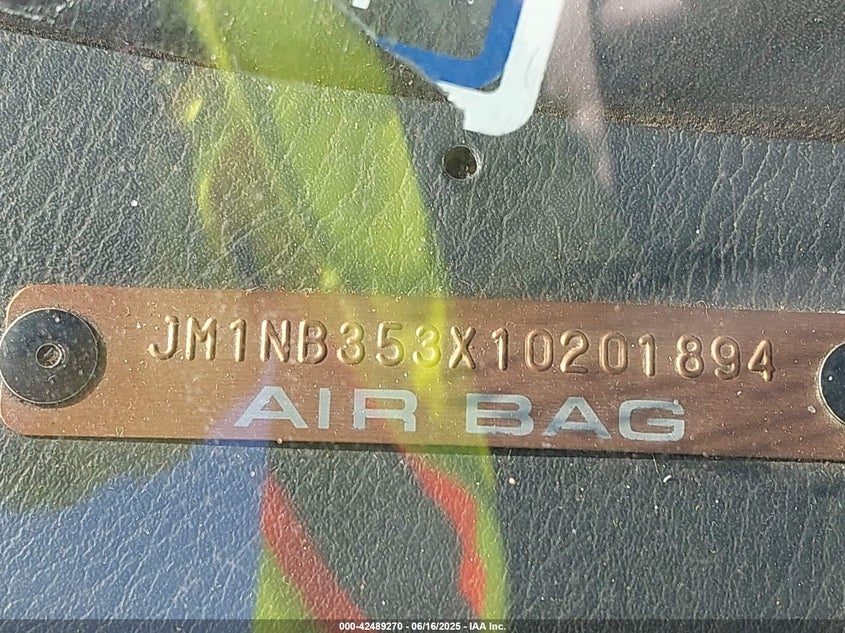 JM1NB353X10201894
AIR BAG
000-42489270 - 06/16/2025 - IAA Inc.